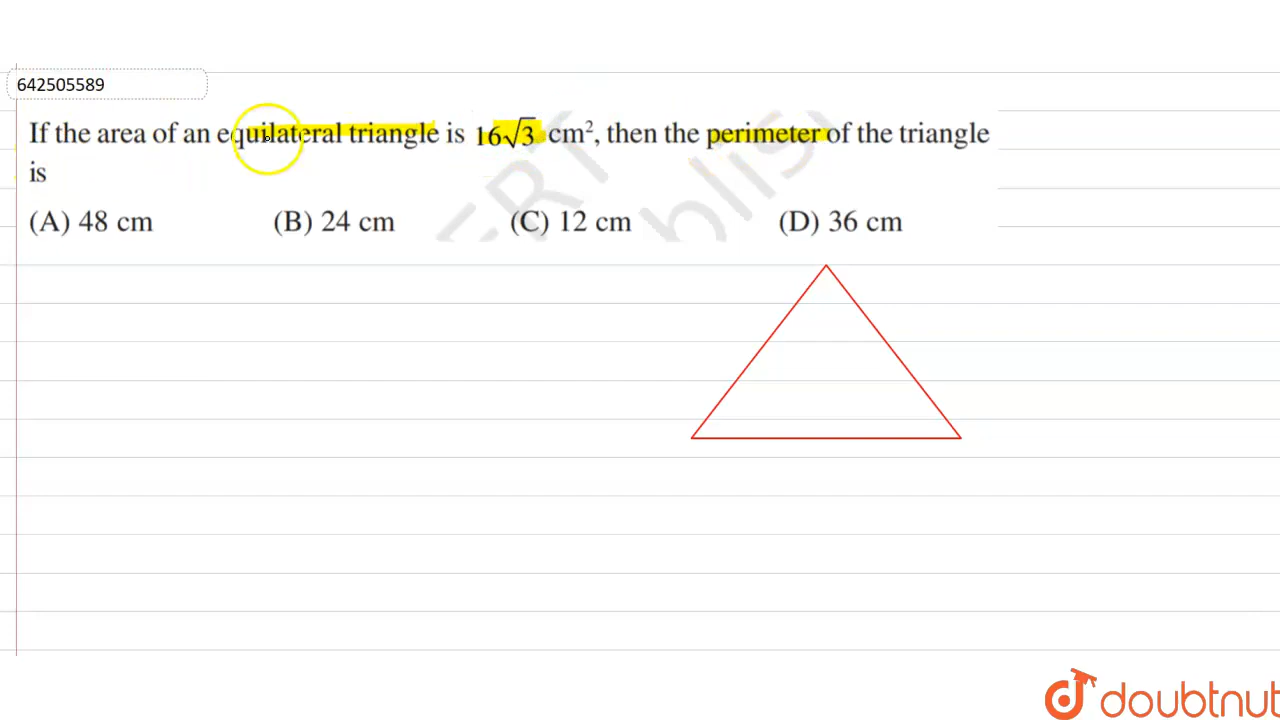 642505589
If the area of an equilateral triangle is 16√3 cm², then the perimeter of the triangle
is
(A) 48 cm (B) 24 cm (C) 12 cm (D) 36 cm
doubtnut